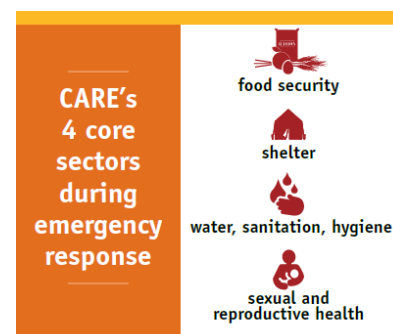 CARE's
4 core
sectors
during
emergency
response
food security
shelter
water, sanitation, hygiene
sexual and
reproductive health